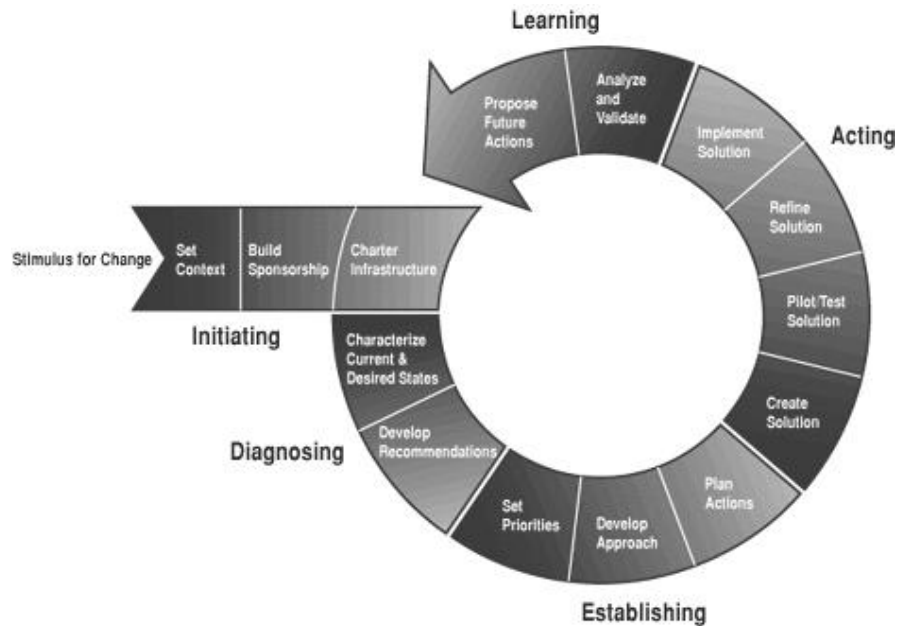 Stimulus for Change
Set
Context
Build
Sponsorship
Charter
Infrastructure
Initiating
Characterize
Current &
Desired States
Develop
Recommendations
Diagnosing
Set
Priorities
Develop
Approach
Plan
Actions
Establishing
Create
Solution
Pilot/Test
Solution
Refine
Solution
Implement
Solution
Acting
Analyze
and
Validate
Propose
Future
Actions
Learning